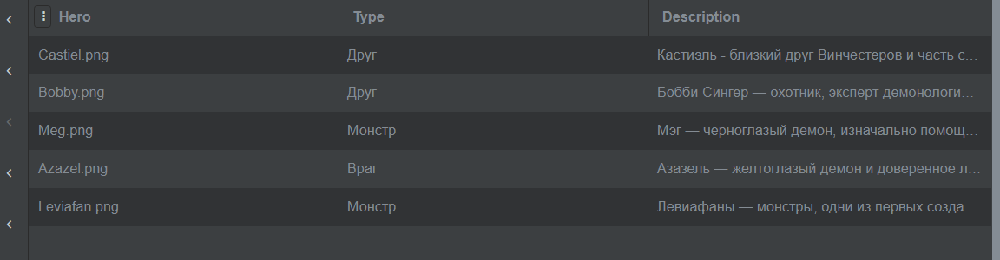 Hero Type Description
Castiel.png Друг Кастиэль - близкий друг Винчестеров и часть с...
Bobby.png Друг Бобби Сингер — охотник, эксперт демонологи...
Meg.png Монстр Мэг — черноглазый демон, изначально помощ...
Azazel.png Враг Азазель — желтоглазый демон и доверенное л...
Leviafan.png Монстр Левиафаны — монстры, одни из первых созда...